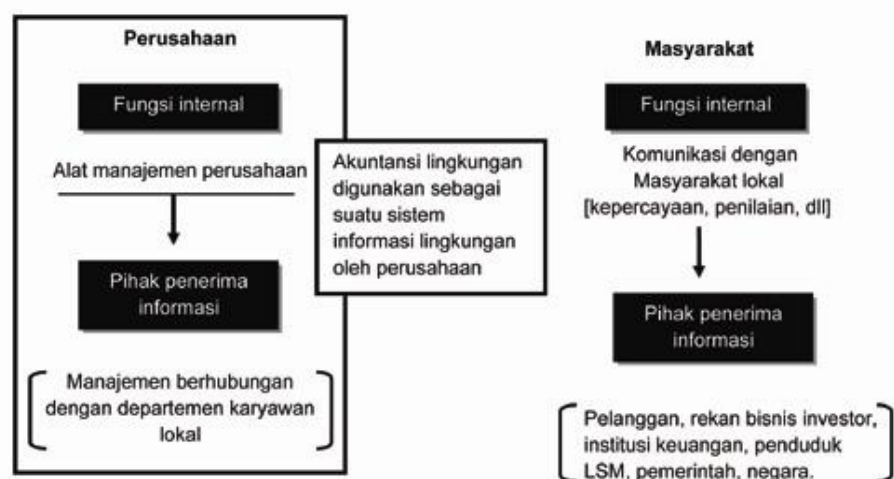 Perusahaan
Fungsi internal
Alat manajemen perusahaan
Pihak penerima
informasi
Manajemen berhubungan
dengan departemen karyawan
lokal
Akuntansi lingkungan
digunakan sebagai
suatu sistem
informasi lingkungan
oleh perusahaan
Masyarakat
Fungsi internal
Komunikasi dengan
Masyarakat lokal
[kepercayaan, penilaian, dll]
Pihak penerima
informasi
Pelanggan, rekan bisnis investor,
institusi keuangan, penduduk
LSM, pemerintah, negara.